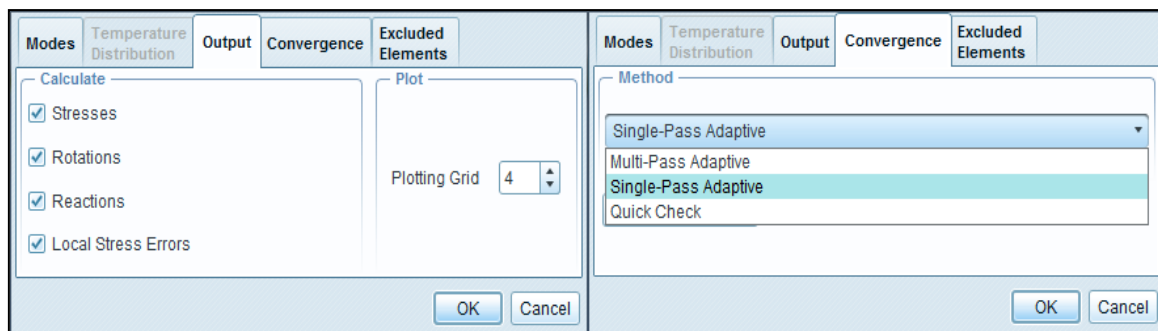 Modes
Temperature
Distribution
Output
Convergence
Excluded
Elements
Calculate
Stresses
Rotations
Reactions
Local Stress Errors
Plot
Plotting Grid 4
OK Cancel
Modes
Temperature
Distribution
Output
Convergence
Excluded
Elements
Method
Single-Pass Adaptive
Multi-Pass Adaptive
Single-Pass Adaptive
Quick Check
OK Cancel